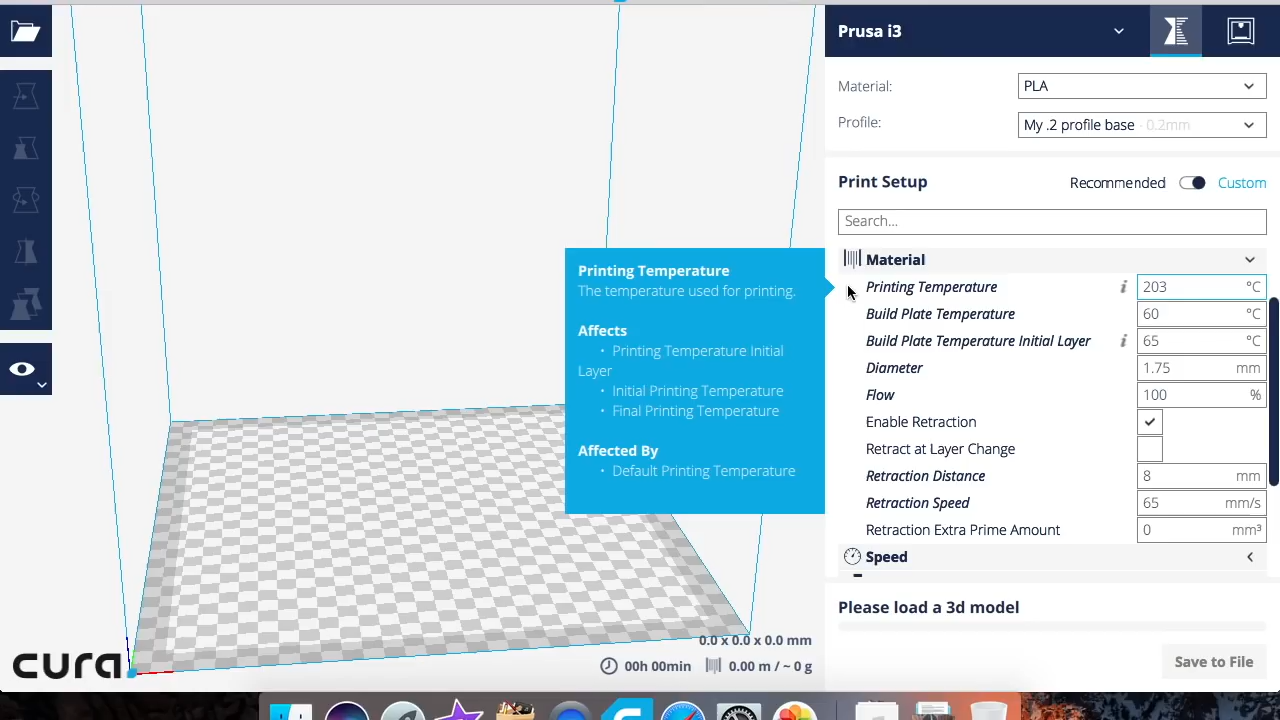 Prusa i3
Material:
PLA
Profile:
My .2 profile base - 0.2mm
Print Setup
Recommended
Custom
Search...
Material
Printing Temperature
203 °C
Build Plate Temperature
60 °C
Build Plate Temperature Initial Layer
65 °C
Diameter
1.75 mm
Flow
100 %
Enable Retraction
Retract at Layer Change
Retraction Distance
8 mm
Retraction Speed
65 mm/s
Retraction Extra Prime Amount
0 mm³
Speed
Please load a 3d model
Save to File
Printing Temperature
The temperature used for printing.
Affects
• Printing Temperature Initial
Layer
• Initial Printing Temperature
• Final Printing Temperature
Affected By
• Default Printing Temperature
0.0 x 0.0 x 0.0 mm
00h 00min
0.00 m / ~ 0 g
cura